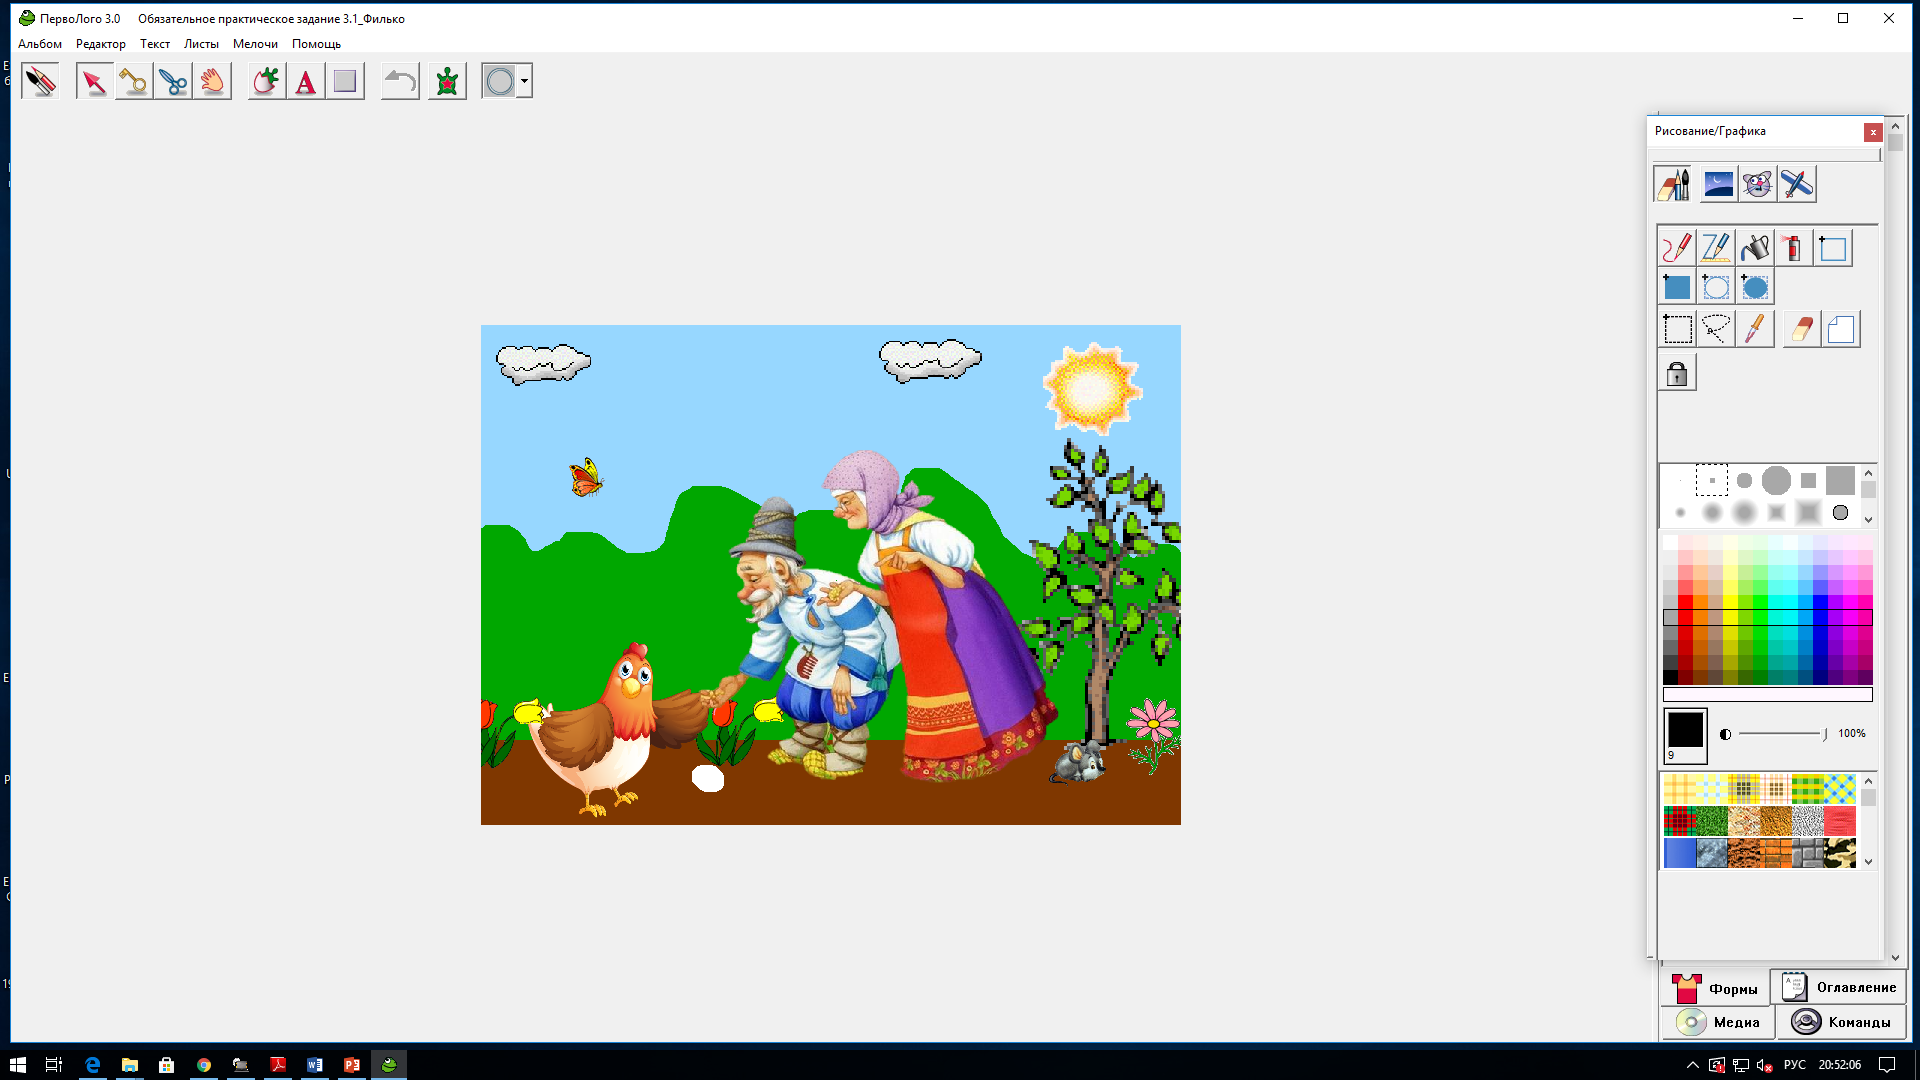 ПервоЛого 3.0 Обязательное практическое задание 3.1_Филько
Альбом Редактор Текст Листы Мелочи Помощь
Рисование/Графика
100%
9
Формы Оглавление
Медиа Команды
РУС 20:52:06